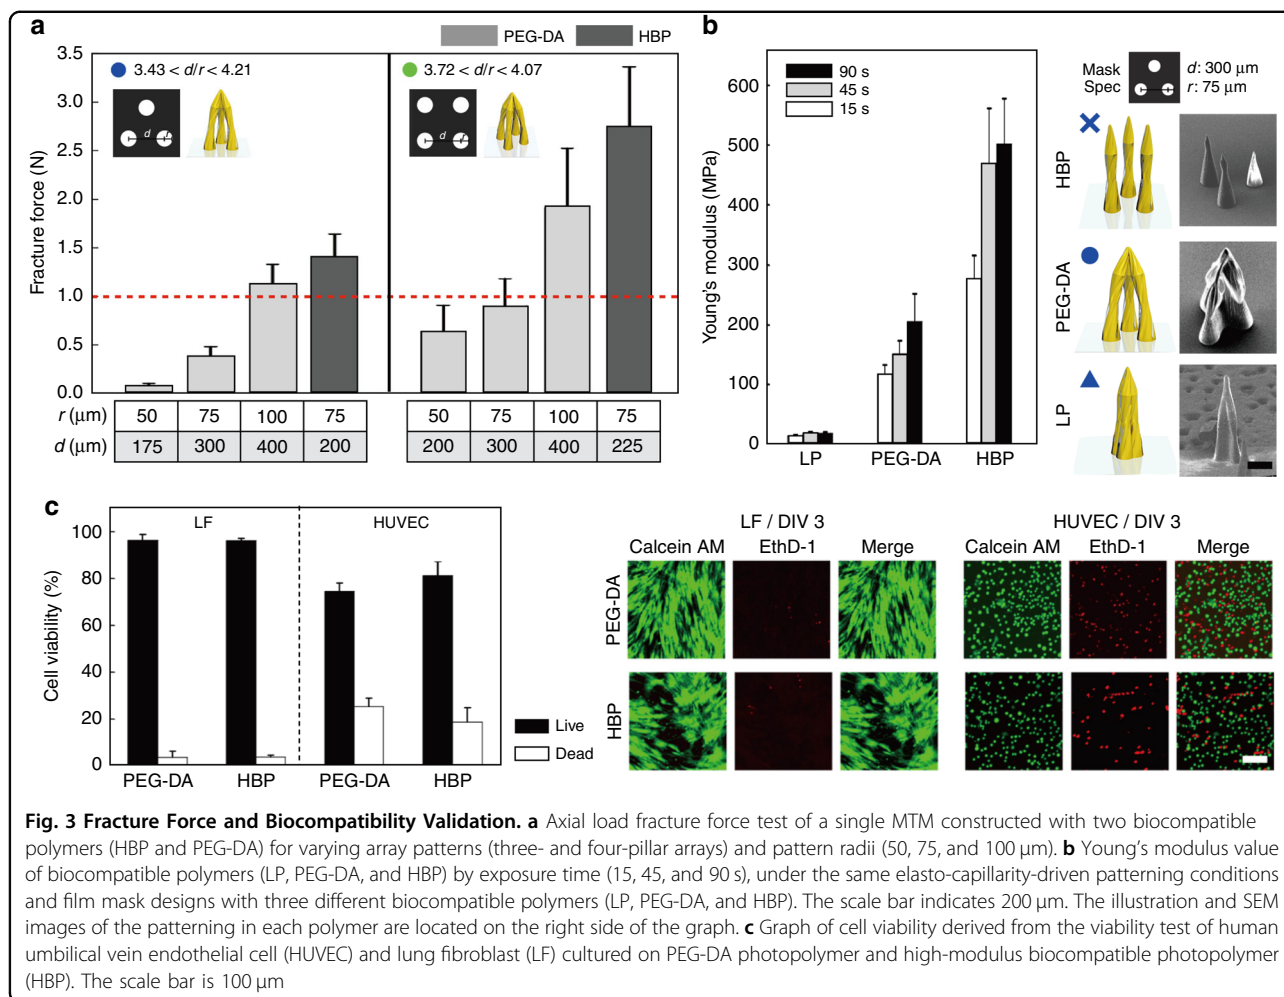 a
PEG-DA
HBP
3.43 < d/r < 4.21
3.72 < d/r < 4.07
d
r
d
r
Fracture force (N)
3.5
3.0
2.5
2.0
1.5
1.0
0.5
0.0
r (μm) 50 75 100 75 50 75 100 75
d (μm) 175 300 400 200 200 300 400 225
b
90 s
45 s
15 s
Young's modulus (MPa)
600
500
400
300
200
100
0
LP PEG-DA HBP
Mask
Spec
d: 300 μm
r: 75 μm
HBP
PEG-DA
LP
c
LF
HUVEC
Cell viability (%)
100
80
60
40
20
0
PEG-DA HBP PEG-DA HBP
Live
Dead
LF / DIV 3
HUVEC / DIV 3
Calcein AM EthD-1 Merge
Calcein AM EthD-1 Merge
PEG-DA
HBP
Fig. 3 Fracture Force and Biocompatibility Validation. a Axial load fracture force test of a single MTM constructed with two biocompatible
polymers (HBP and PEG-DA) for varying array patterns (three- and four-pillar arrays) and pattern radii (50, 75, and 100 μm). b Young's modulus value
of biocompatible polymers (LP, PEG-DA, and HBP) by exposure time (15, 45, and 90 s), under the same elasto-capillarity-driven patterning conditions
and film mask designs with three different biocompatible polymers (LP, PEG-DA, and HBP). The scale bar indicates 200 μm. The illustration and SEM
images of the patterning in each polymer are located on the right side of the graph. c Graph of cell viability derived from the viability test of human
umbilical vein endothelial cell (HUVEC) and lung fibroblast (LF) cultured on PEG-DA photopolymer and high-modulus biocompatible photopolymer
(HBP). The scale bar is 100 μm